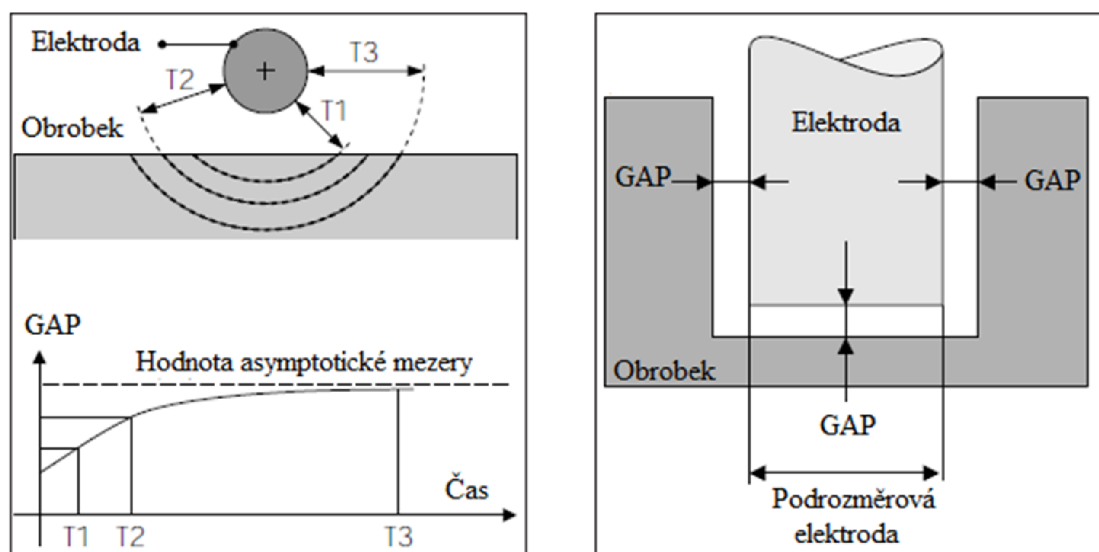 Elektroda
T3
T2
T1
Obrobek
GAP
Hodnota asymptotické mezery
Čas
T1 T2 T3
Elektroda
GAP
GAP
Obrobek
GAP
Podrozměrová
elektroda